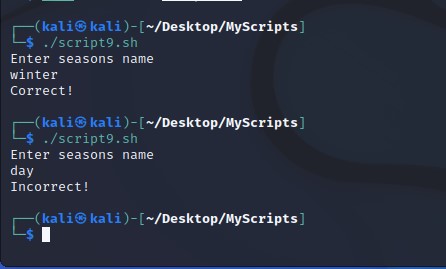 ┌──(kali㉿kali)-[~/Desktop/MyScripts]
└─$ ./script9.sh
Enter seasons name
winter
Correct!
┌──(kali㉿kali)-[~/Desktop/MyScripts]
└─$ ./script9.sh
Enter seasons name
day
Incorrect!
┌──(kali㉿kali)-[~/Desktop/MyScripts]
└─$